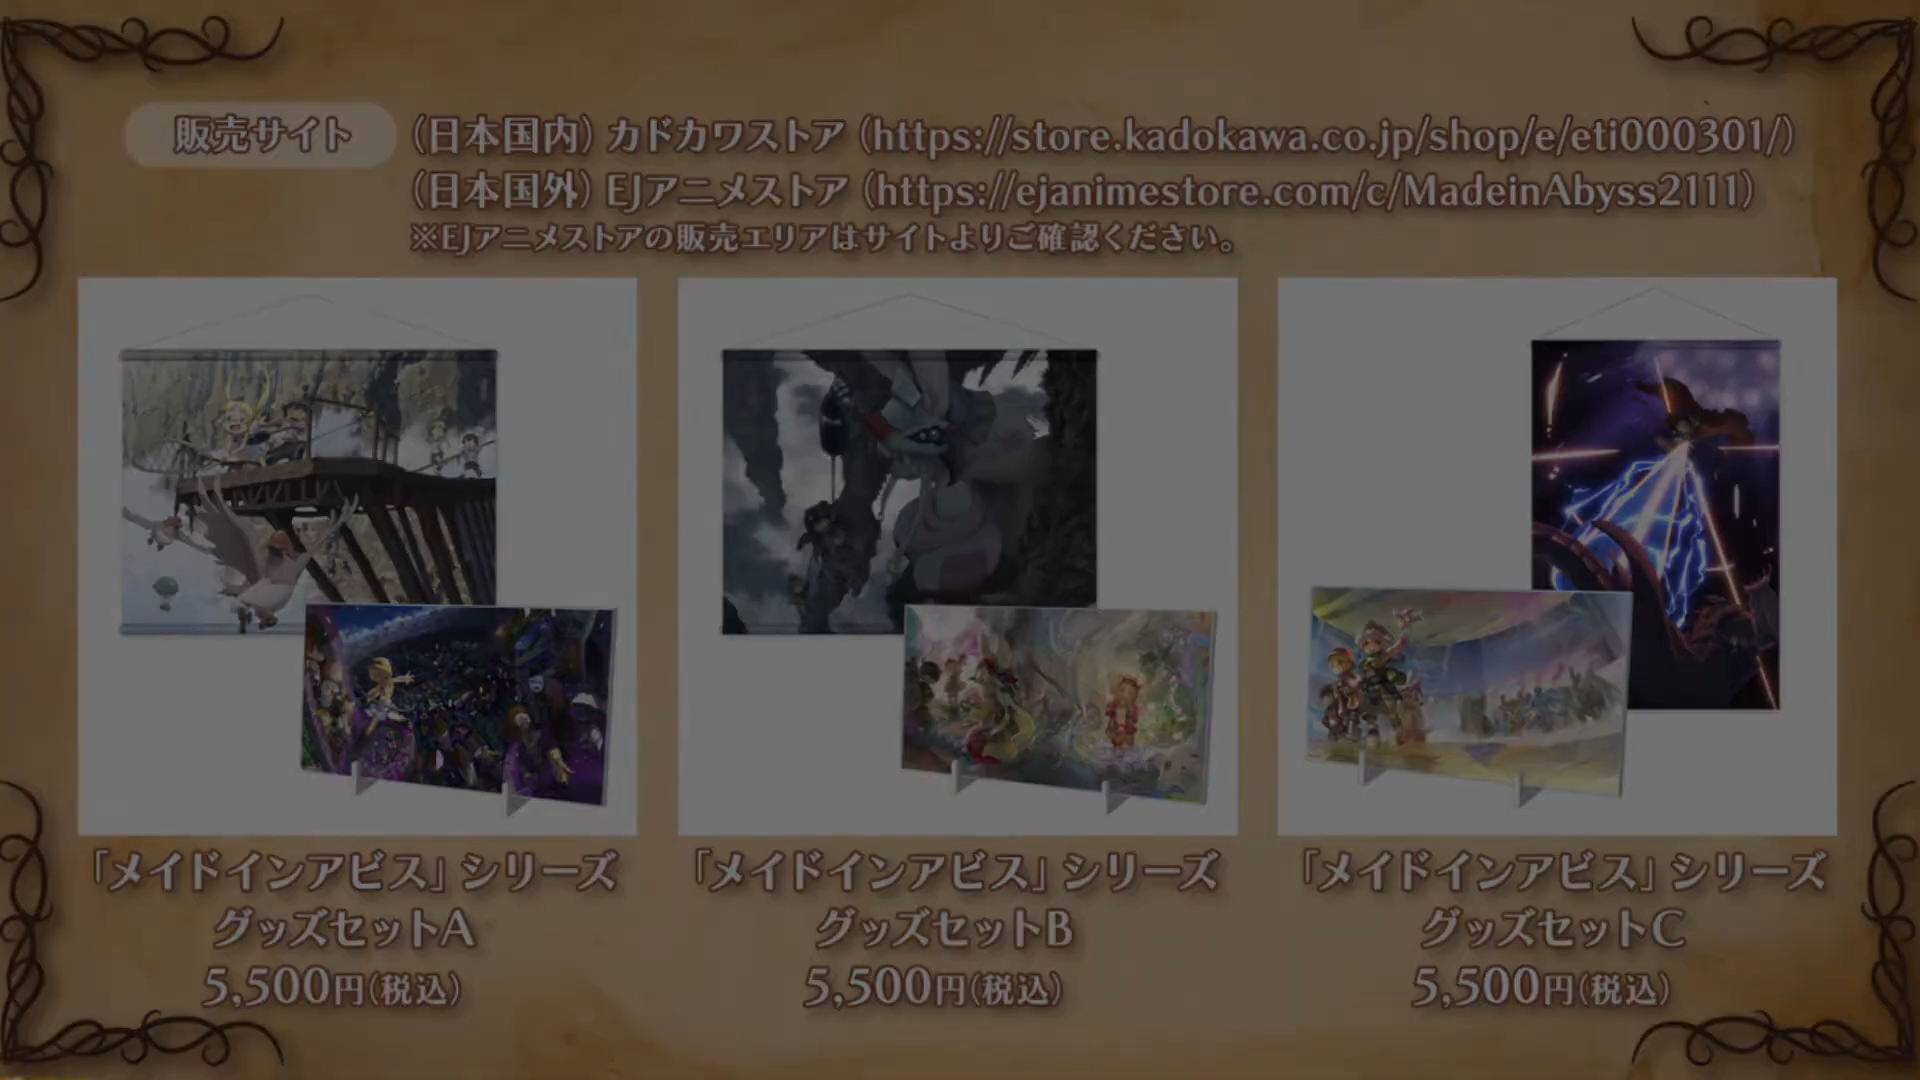 販売サイト (日本国内) カドカワストア (https://store.kadokawa.co.jp/shop/e/eti000301/)
(日本国外) EJアニメストア (https://ejanimestore.com/c/MadeinAbyss2111)
※EJアニメストアの販売エリアはサイトよりご確認ください。
「メイドインアビス」シリーズ
グッズセットA
5,500円(税込)
「メイドインアビス」シリーズ
グッズセットB
5,500円(税込)
「メイドインアビス」シリーズ
グッズセットC
5,500円(税込)